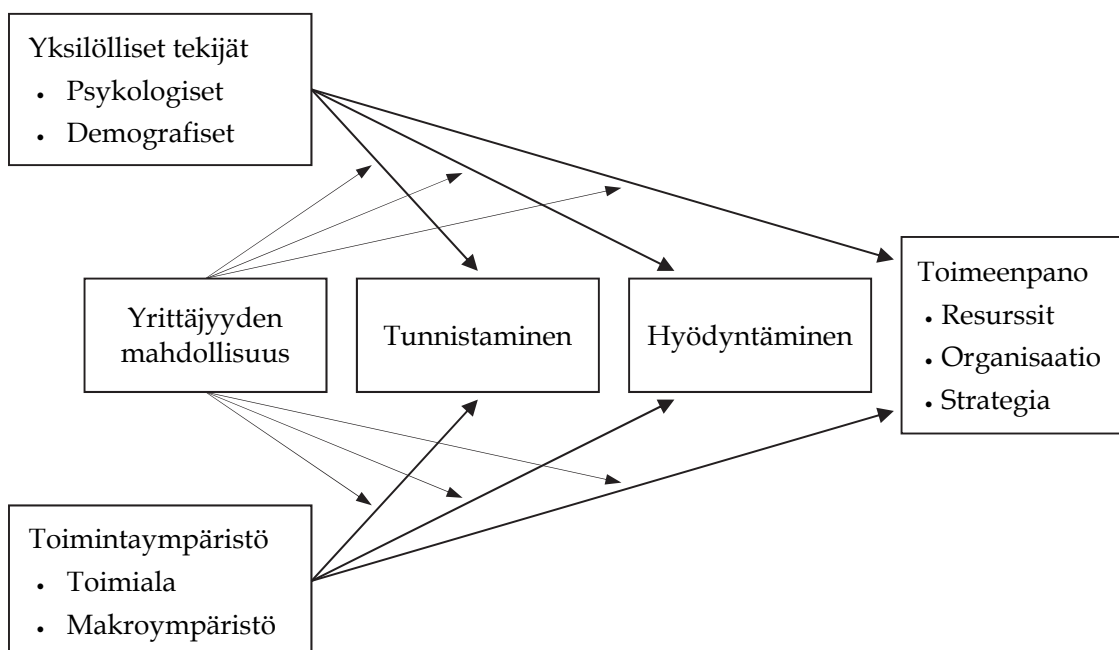 Yksilölliset tekijät
• Psykologiset
• Demografiset
Yrittäjyyden
mahdollisuus
Tunnistaminen
Hyödyntäminen
Toimeenpano
• Resurssit
• Organisaatio
• Strategia
Toimintaympäristö
• Toimiala
• Makroympäristö